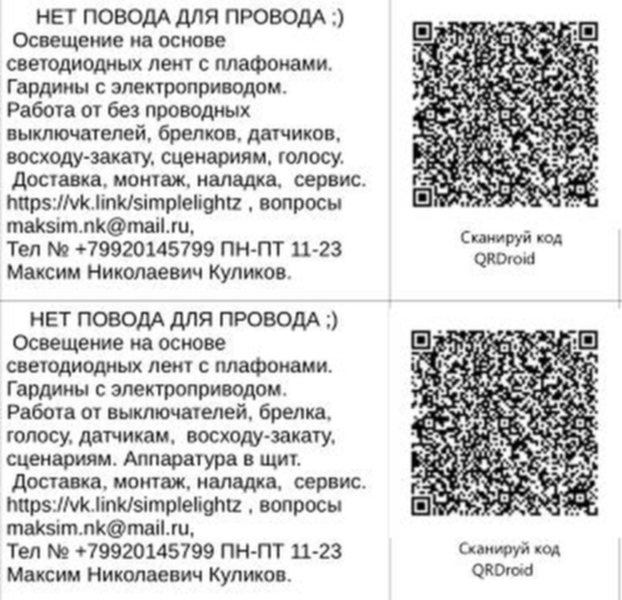 НЕТ ПОВОДА ДЛЯ ПРОВОДА ;)
Освещение на основе
светодиодных лент с плафонами.
Гардины с электроприводом.
Работа от без проводных
выключателей, брелков, датчиков,
восходу-закату, сценариям, голосу.
Доставка, монтаж, наладка, сервис.
https://vk.link/simplelightz , вопросы
maksim.nk@mail.ru,
Тел № +79920145799 ПН-ПТ 11-23
Максим Николаевич Куликов.
Сканируй код
QRDroid
НЕТ ПОВОДА ДЛЯ ПРОВОДА ;)
Освещение на основе
светодиодных лент с плафонами.
Гардины с электроприводом.
Работа от выключателей, брелка,
голосу, датчикам, восходу-закату,
сценариям. Аппаратура в щит.
Доставка, монтаж, наладка, сервис.
https://vk.link/simplelightz , вопросы
maksim.nk@mail.ru,
Тел № +79920145799 ПН-ПТ 11-23
Максим Николаевич Куликов.
Сканируй код
QRDroid